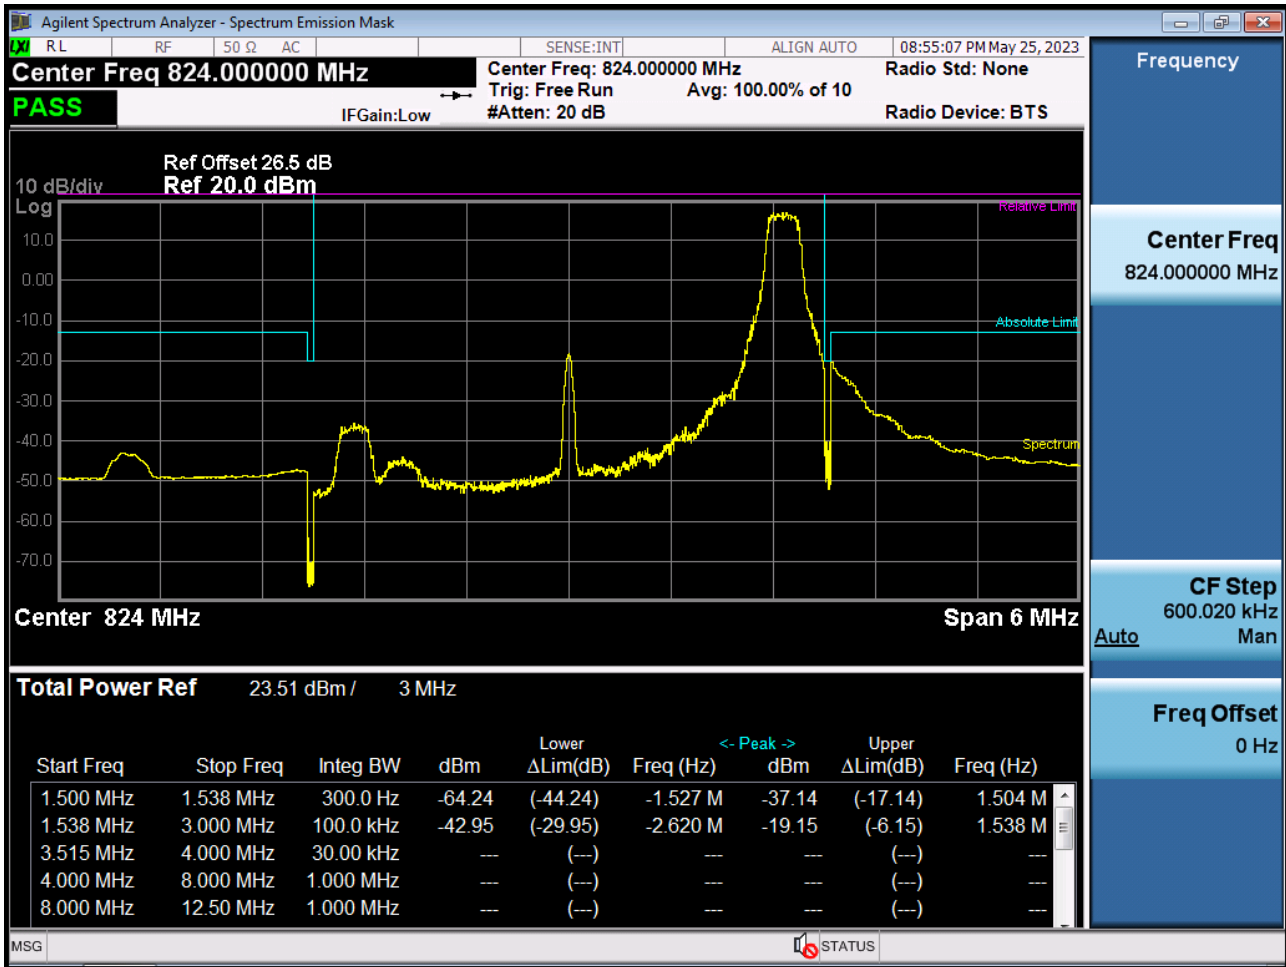 Agilent Spectrum Analyzer - Spectrum Emission Mask
LXI RL RF 50 Ω AC SENSE:INT ALIGN AUTO 08:55:07 PM May 25, 2023
Center Freq 824.000000 MHz
Center Freq: 824.000000 MHz
Radio Std: None
Trig: Free Run
Avg: 100.00% of 10
PASS
IFGain:Low
#Atten: 20 dB
Radio Device: BTS
Ref Offset 26.5 dB
10 dB/div Ref 20.0 dBm
Log
Relative Limit
10.0
0.00
-10.0
Absolute Limit
-20.0
-30.0
-40.0
Spectrum
-50.0
-60.0
-70.0
Center 824 MHz Span 6 MHz
Total Power Ref 23.51 dBm / 3 MHz
Lower <- Peak -> Upper
Start Freq Stop Freq Integ BW dBm ΔLim(dB) Freq (Hz) dBm ΔLim(dB) Freq (Hz)
1.500 MHz 1.538 MHz 300.0 Hz -64.24 (-44.24) -1.527 M -37.14 (-17.14) 1.504 M
1.538 MHz 3.000 MHz 100.0 kHz -42.95 (-29.95) -2.620 M -19.15 (-6.15) 1.538 M
3.515 MHz 4.000 MHz 30.00 kHz --- (---) --- --- (---) ---
4.000 MHz 8.000 MHz 1.000 MHz --- (---) --- --- (---) ---
8.000 MHz 12.50 MHz 1.000 MHz --- (---) --- --- (---) ---
MSG STATUS
Frequency
Center Freq
824.000000 MHz
CF Step
600.020 kHz
Auto Man
Freq Offset
0 Hz